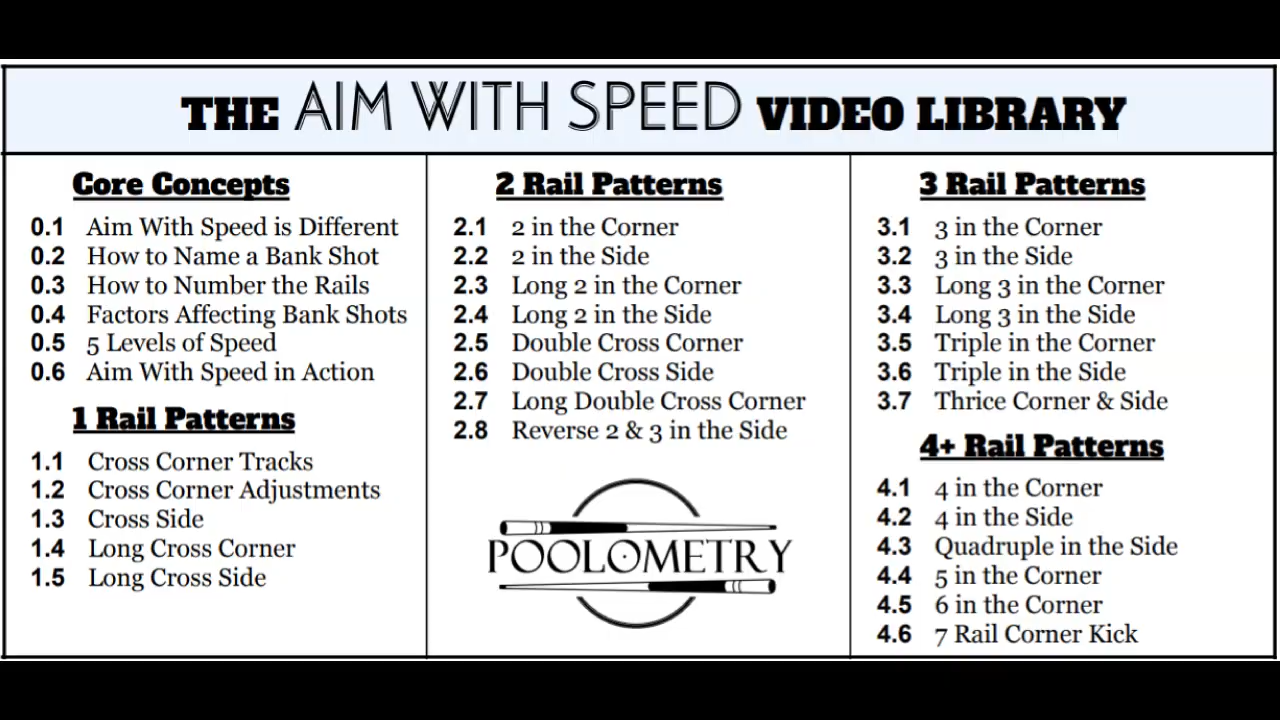 THE AIM WITH SPEED VIDEO LIBRARY
Core Concepts
0.1 Aim With Speed is Different
0.2 How to Name a Bank Shot
0.3 How to Number the Rails
0.4 Factors Affecting Bank Shots
0.5 5 Levels of Speed
0.6 Aim With Speed in Action
1 Rail Patterns
1.1 Cross Corner Tracks
1.2 Cross Corner Adjustments
1.3 Cross Side
1.4 Long Cross Corner
1.5 Long Cross Side
2 Rail Patterns
2.1 2 in the Corner
2.2 2 in the Side
2.3 Long 2 in the Corner
2.4 Long 2 in the Side
2.5 Double Cross Corner
2.6 Double Cross Side
2.7 Long Double Cross Corner
2.8 Reverse 2 & 3 in the Side
POOLOMETRY
3 Rail Patterns
3.1 3 in the Corner
3.2 3 in the Side
3.3 Long 3 in the Corner
3.4 Long 3 in the Side
3.5 Triple in the Corner
3.6 Triple in the Side
3.7 Thrice Corner & Side
4+ Rail Patterns
4.1 4 in the Corner
4.2 4 in the Side
4.3 Quadruple in the Side
4.4 5 in the Corner
4.5 6 in the Corner
4.6 7 Rail Corner Kick